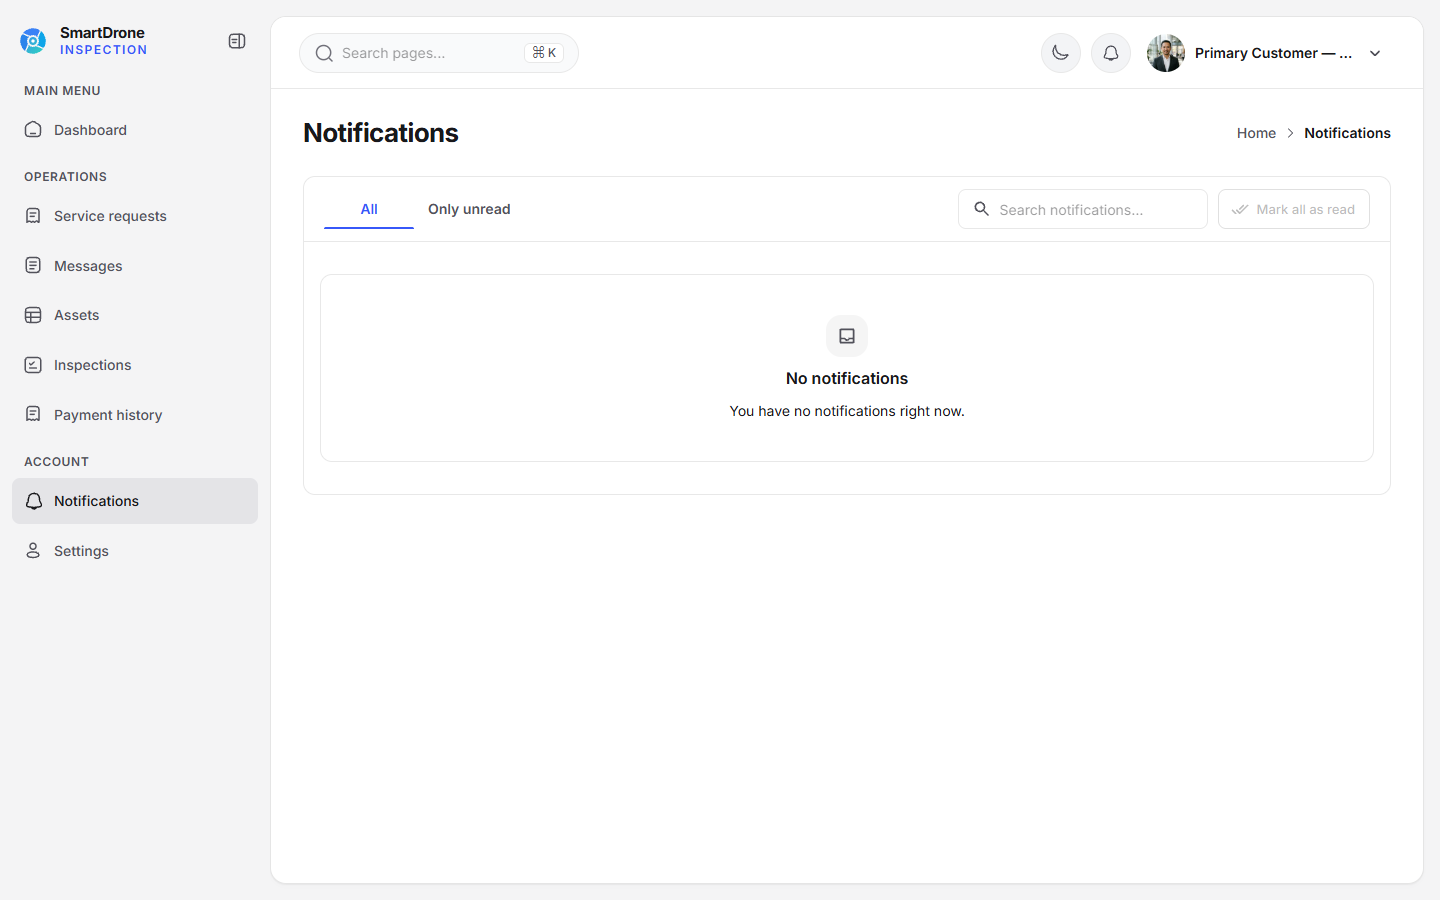 SmartDrone
INSPECTION
MAIN MENU
Dashboard
OPERATIONS
Service requests
Messages
Assets
Inspections
Payment history
ACCOUNT
Notifications
Settings
Search pages...
⌘ K
Primary Customer — ...
Notifications
Home > Notifications
All
Only unread
Search notifications...
Mark all as read
No notifications
You have no notifications right now.